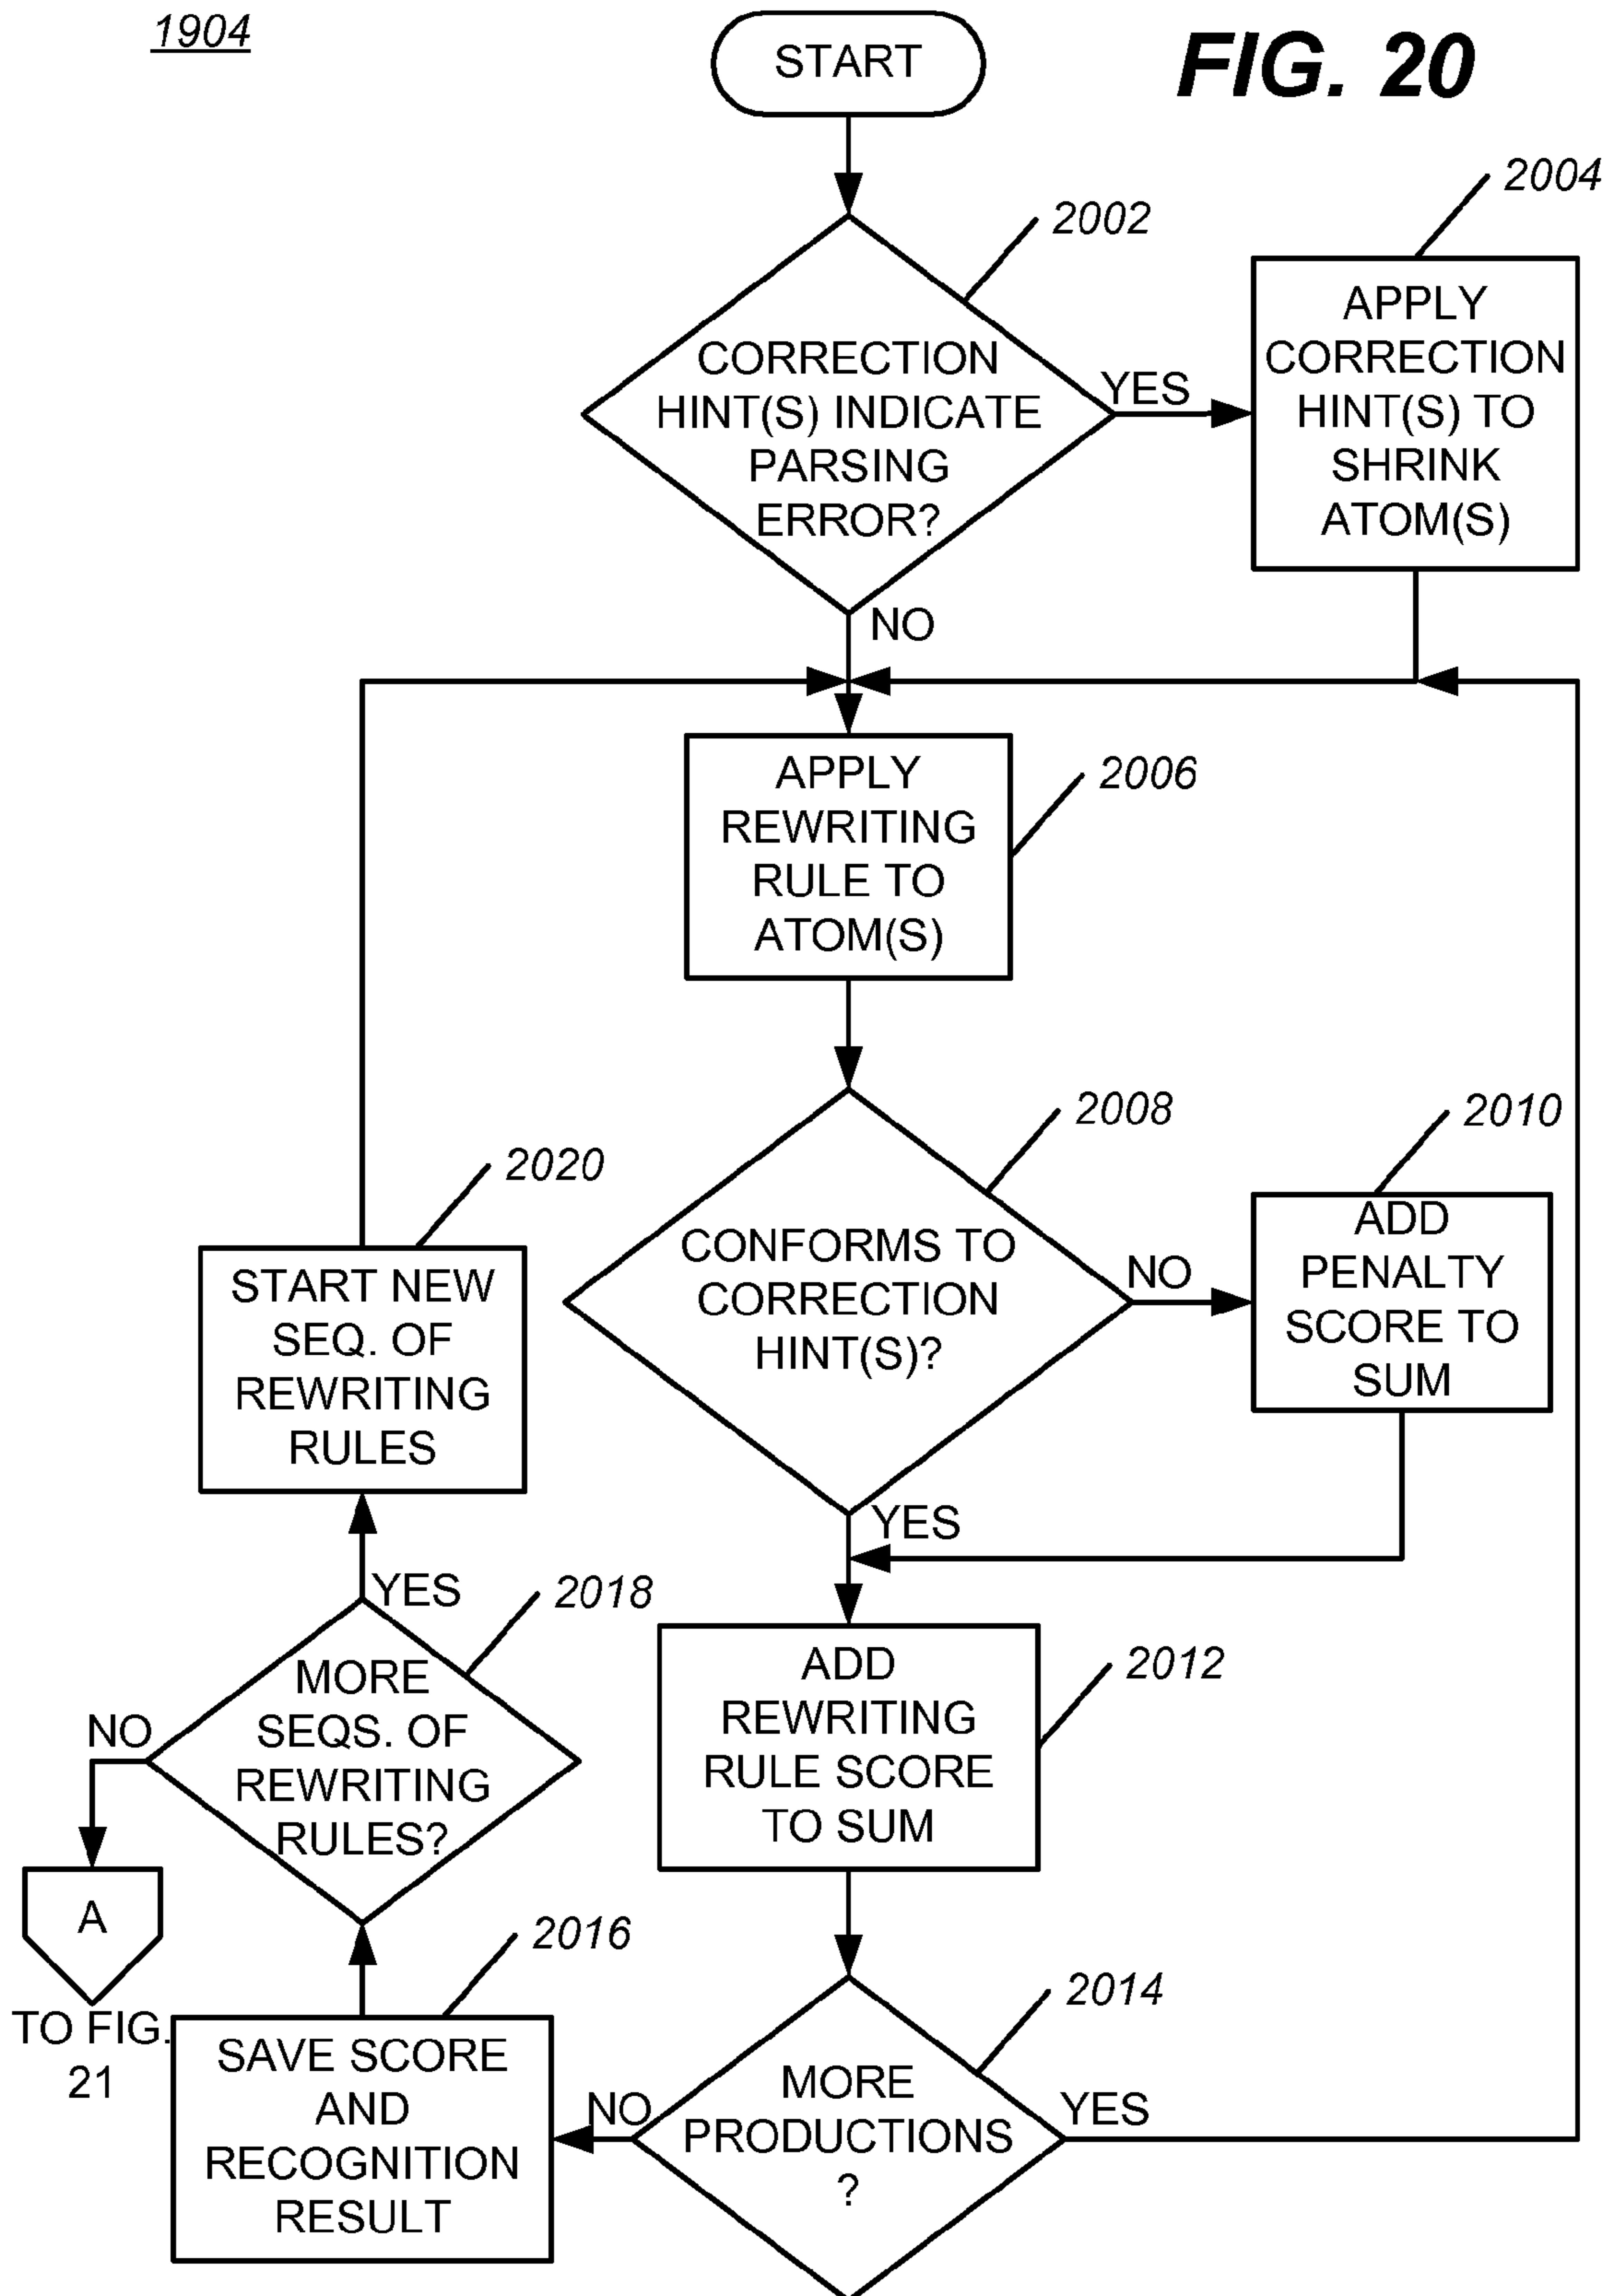 1904
START
FIG. 20
2002
2004
CORRECTION
HINT(S) INDICATE
PARSING
ERROR?
YES
APPLY
CORRECTION
HINT(S) TO
SHRINK
ATOM(S)
NO
APPLY
REWRITING
RULE TO
ATOM(S)
2006
2008
CONFORMS TO
CORRECTION
HINT(S)?
NO
2010
ADD
PENALTY
SCORE TO
SUM
YES
2020
START NEW
SEQ. OF
REWRITING
RULES
YES
2018
MORE
SEQS. OF
REWRITING
RULES?
NO
A
TO FIG.
21
ADD
REWRITING
RULE SCORE
TO SUM
2012
2016
SAVE SCORE
AND
RECOGNITION
RESULT
NO
2014
MORE
PRODUCTIONS
?
YES